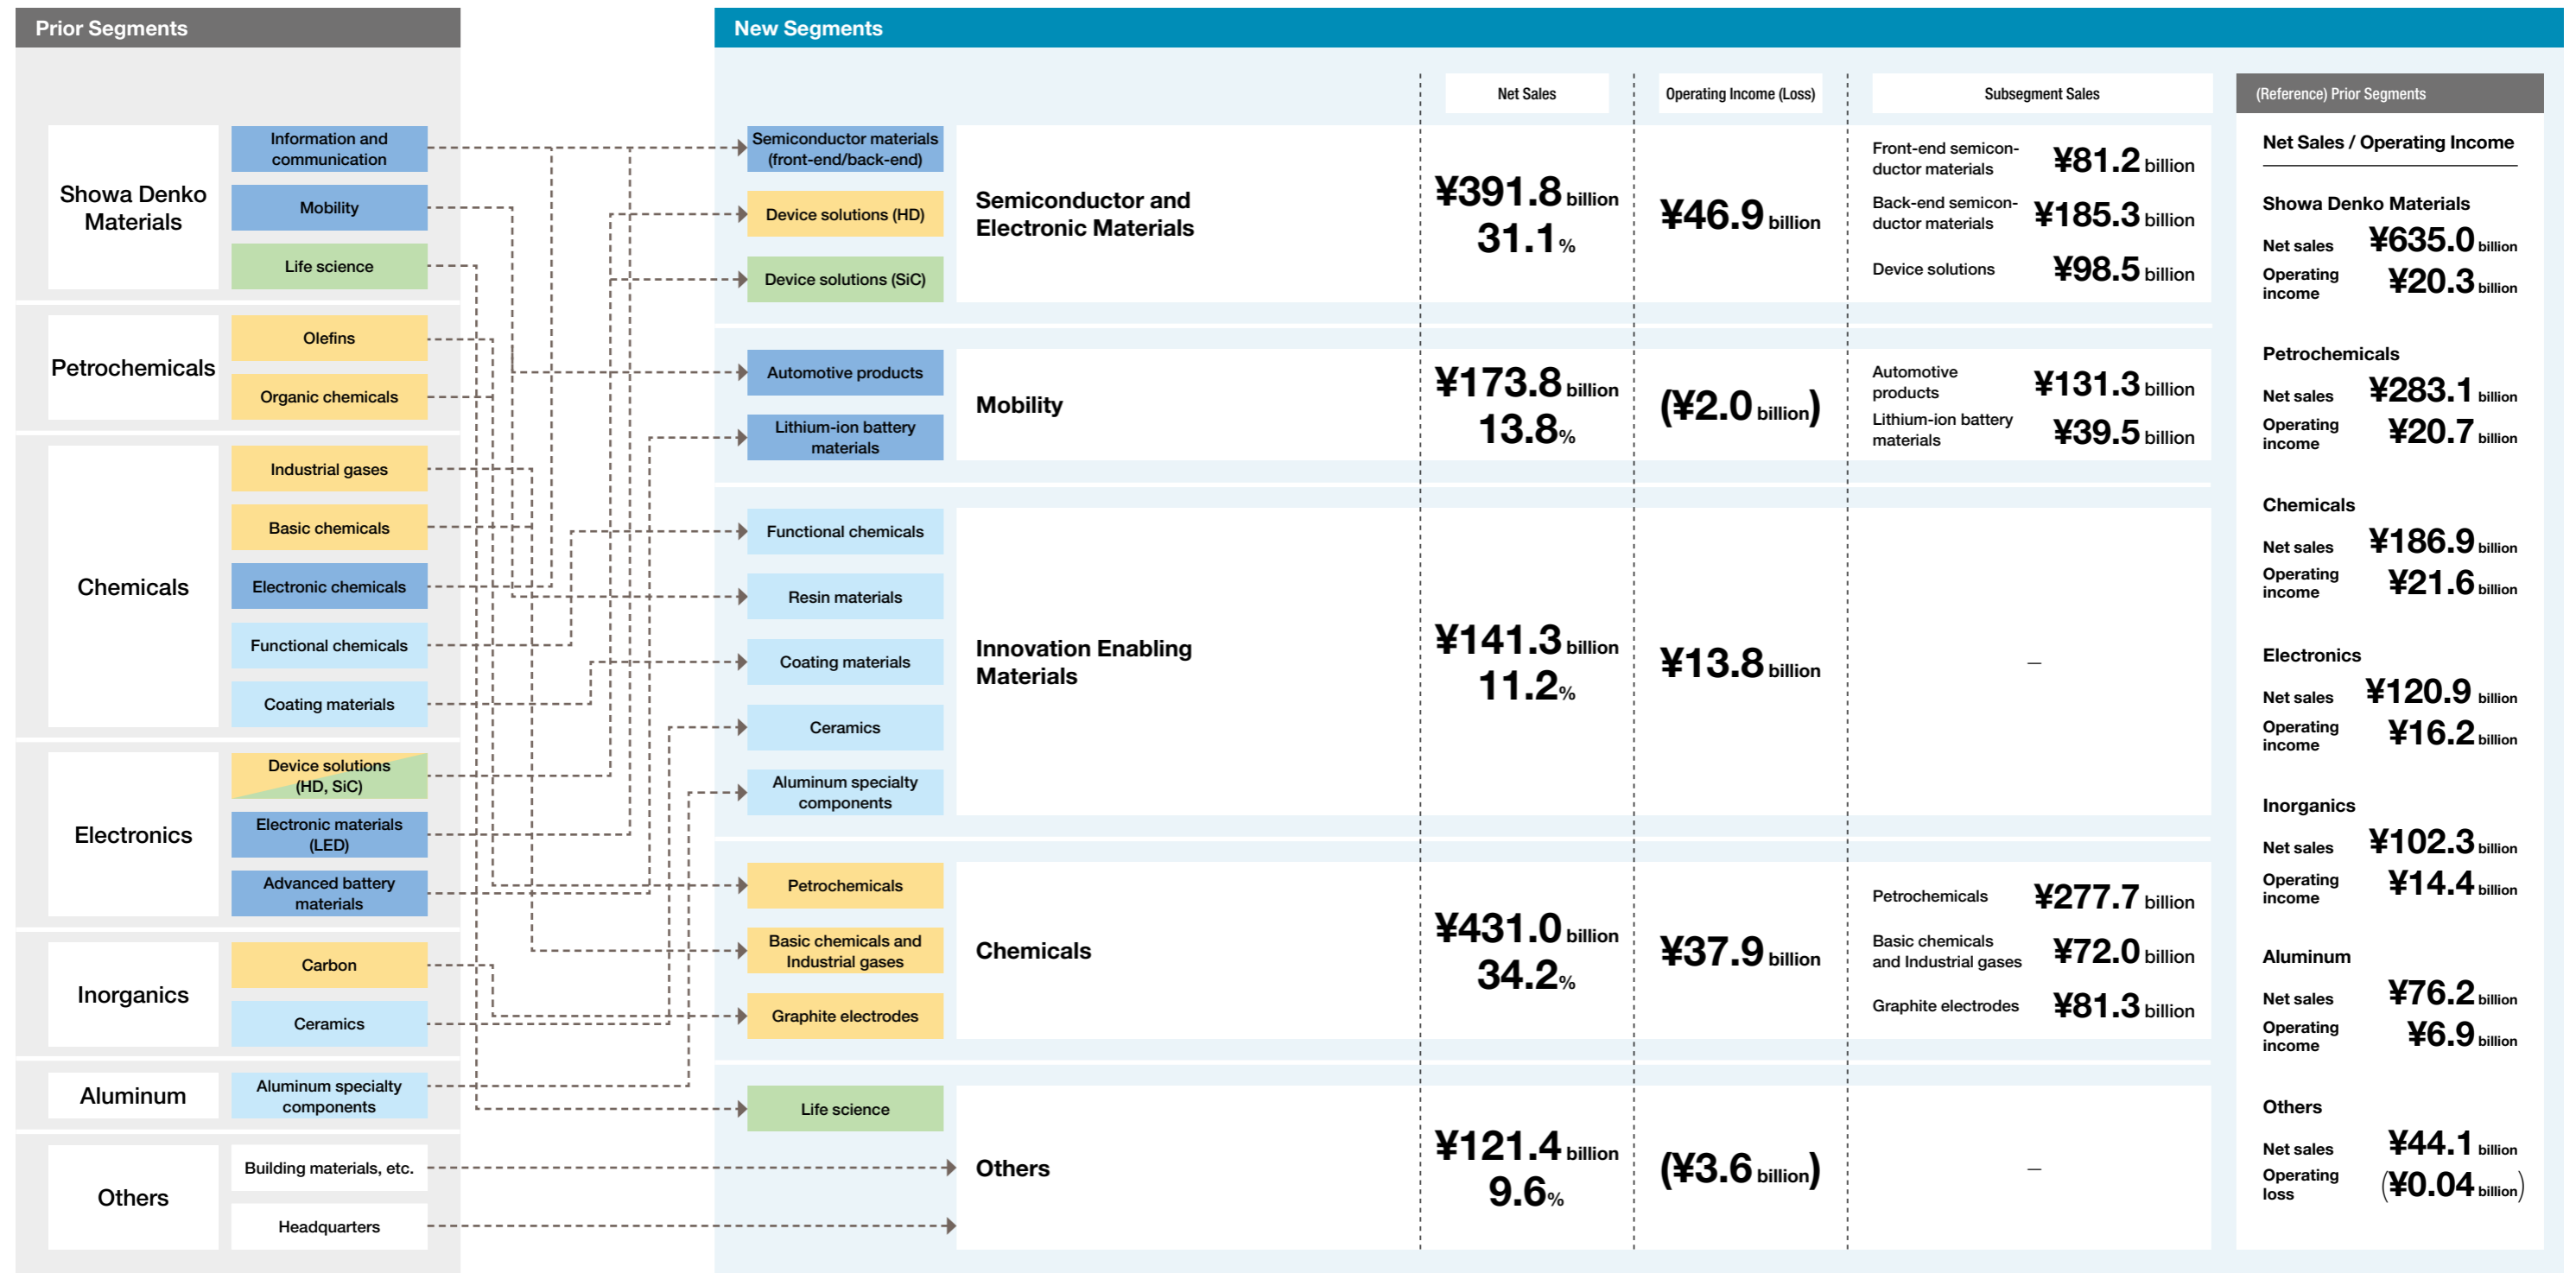 Prior Segments
Showa Denko
Materials
Information and
communication
Mobility
Life science
Petrochemicals
Olefins
Organic chemicals
Chemicals
Industrial gases
Basic chemicals
Electronic chemicals
Functional chemicals
Coating materials
Electronics
Device solutions
(HD, SiC)
Electronic materials
(LED)
Advanced battery
materials
Inorganics
Carbon
Ceramics
Aluminum
Aluminum specialty
components
Others
Building materials, etc.
Headquarters
New Segments
Net Sales
Operating Income (Loss)
Subsegment Sales
Semiconductor materials
(front-end/back-end)
Device solutions (HD)
Device solutions (SiC)
Semiconductor and
Electronic Materials
¥391.8 billion
31.1%
¥46.9 billion
Front-end semicon-
ductor materials
¥81.2 billion
Back-end semicon-
ductor materials
¥185.3 billion
Device solutions
¥98.5 billion
Automotive products
Lithium-ion battery
materials
Mobility
¥173.8 billion
13.8%
(¥2.0 billion)
Automotive
products
¥131.3 billion
Lithium-ion battery
materials
¥39.5 billion
Functional chemicals
Resin materials
Coating materials
Ceramics
Aluminum specialty
components
Innovation Enabling
Materials
¥141.3 billion
11.2%
¥13.8 billion
–
Petrochemicals
Basic chemicals and
Industrial gases
Graphite electrodes
Chemicals
¥431.0 billion
34.2%
¥37.9 billion
Petrochemicals
¥277.7 billion
Basic chemicals
and Industrial gases
¥72.0 billion
Graphite electrodes
¥81.3 billion
Life science
Others
¥121.4 billion
9.6%
(¥3.6 billion)
–
(Reference) Prior Segments
Net Sales / Operating Income
Showa Denko Materials
Net sales ¥635.0 billion
Operating
income
¥20.3 billion
Petrochemicals
Net sales ¥283.1 billion
Operating
income
¥20.7 billion
Chemicals
Net sales ¥186.9 billion
Operating
income
¥21.6 billion
Electronics
Net sales ¥120.9 billion
Operating
income
¥16.2 billion
Inorganics
Net sales ¥102.3 billion
Operating
income
¥14.4 billion
Aluminum
Net sales ¥76.2 billion
Operating
income
¥6.9 billion
Others
Net sales ¥44.1 billion
Operating
loss
(¥0.04 billion)